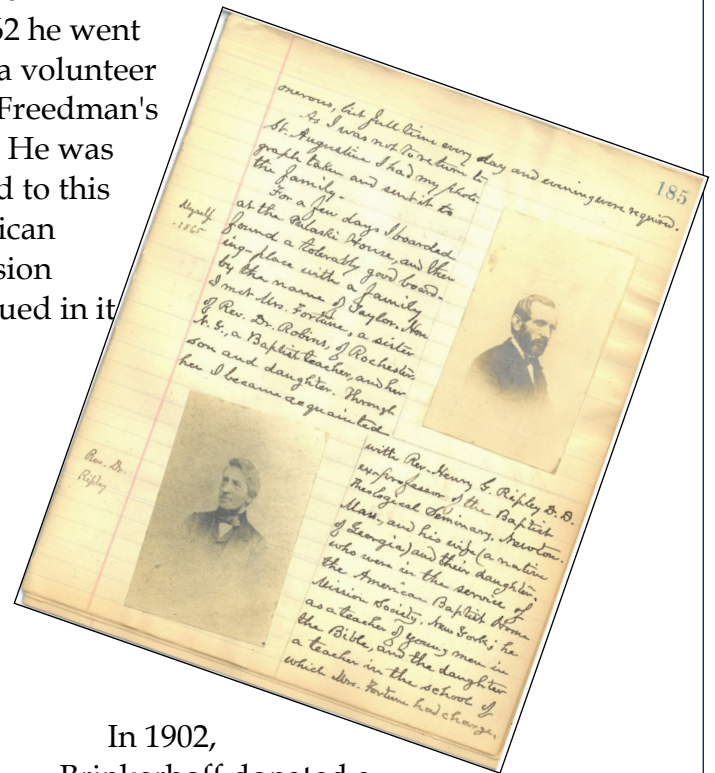 62 he went
a volunteer
Freedman's
He was
d to this
ican
sion
ued in it
185
nerous, but full time every day and evening were required.
As I was not to return to
St. Augustine I had my photo-
graph taken and sent it to
the family.
For a few days I boarded
at the Pulaski House, and then
found a tolerably good board-
ing-place with a family
by the name of Taylor. Here
I met Mrs. Fortune, a sister
of Rev. Dr. Robins, of Rochester,
N. Y., a Baptist teacher, and her
son and daughter. Through
her I became acquainted
Myself
1865
Rev. Dr.
Ripley
with Rev. Henry J. Ripley D. D.
ex-professor of the Baptist
Theological Seminary, Newton.
Mass., and his wife (a native
of Georgia) and their daughter.
who were in the service of
the American Baptist Home
Mission Society, New York; he
as a teacher of young men in
the Bible, and the daughter
a teacher in the school of
which Mrs. Fortune had charge,
In 1902,
Brinkerhoff donated a